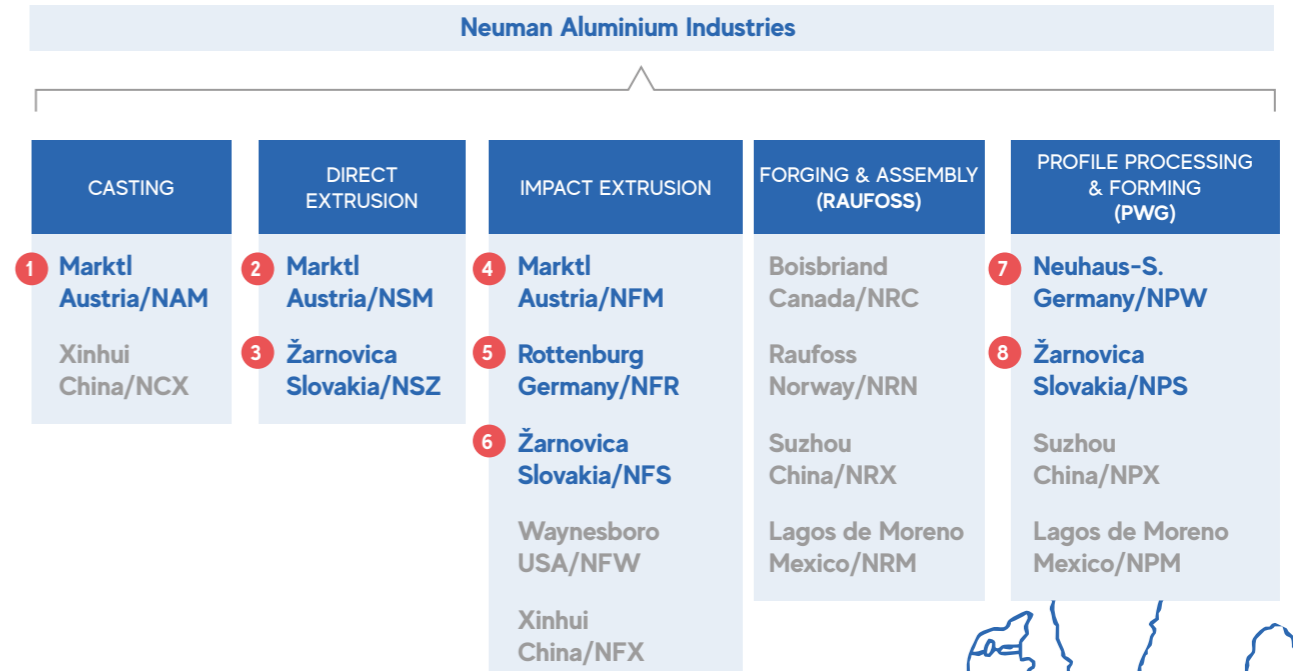 Neuman Aluminium Industries
CASTING
1 Marktl
Austria/NAM
Xinhui
China/NCX
DIRECT
EXTRUSION
2 Marktl
Austria/NSM
3 Žarnovica
Slovakia/NSZ
IMPACT EXTRUSION
4 Marktl
Austria/NFM
5 Rottenburg
Germany/NFR
6 Žarnovica
Slovakia/NFS
Waynesboro
USA/NFW
Xinhui
China/NFX
FORGING & ASSEMBLY
(RAUFOSS)
Boisbriand
Canada/NRC
Raufoss
Norway/NRN
Suzhou
China/NRX
Lagos de Moreno
Mexico/NRM
PROFILE PROCESSING
& FORMING
(PWG)
7 Neuhaus-S.
Germany/NPW
8 Žarnovica
Slovakia/NPS
Suzhou
China/NPX
Lagos de Moreno
Mexico/NPM